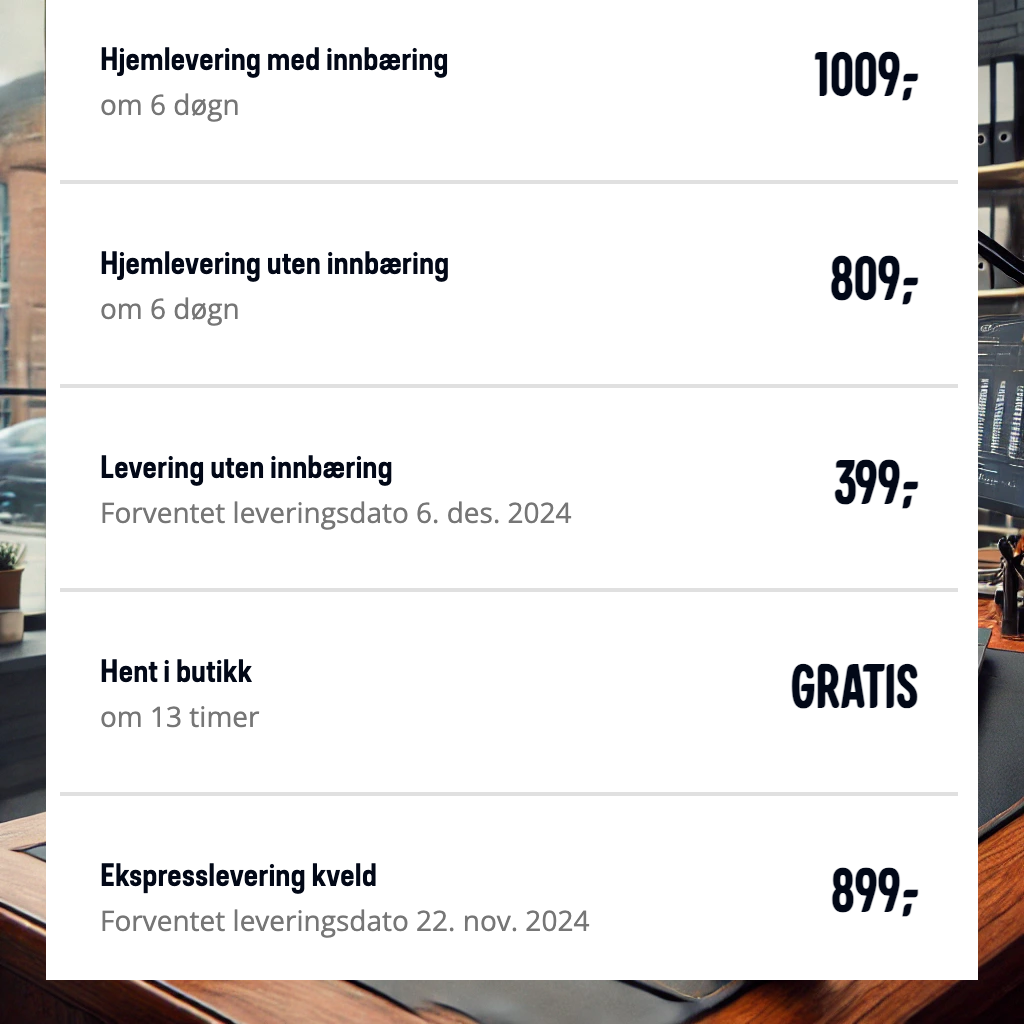 Hjemlevering med innbæring
om 6 døgn
1009,-
Hjemlevering uten innbæring
om 6 døgn
809,-
Levering uten innbæring
Forventet leveringsdato 6. des. 2024
399,-
Hent i butikk
om 13 timer
GRATIS
Ekspresslevering kveld
Forventet leveringsdato 22. nov. 2024
899,-